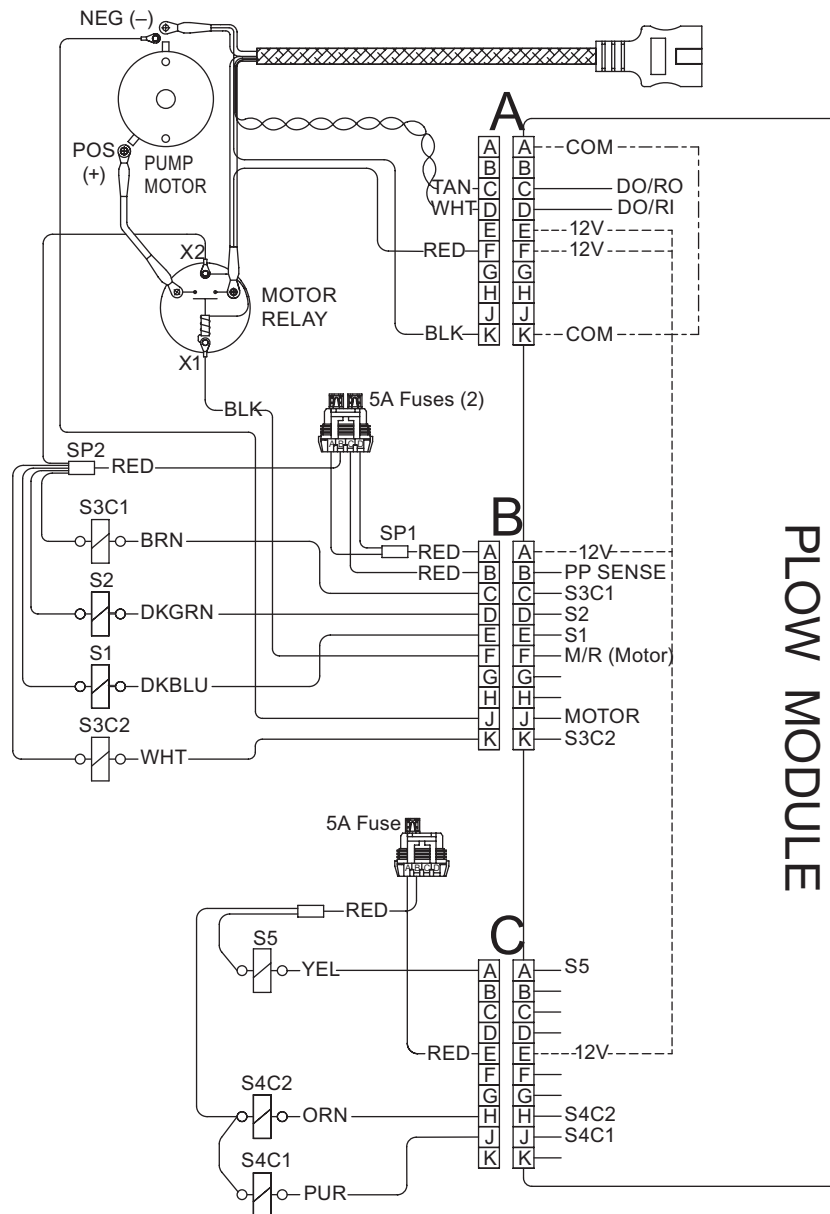 NEG (–)
A
POS
(+)
PUMP
MOTOR
A A COM
B B
TAN C C DO/RO
WHT D D DO/RI
E E 12V
RED F F 12V
G G
H H
J J
BLK K K COM
X2
MOTOR
RELAY
X1
BLK
5A Fuses (2)
A B C D
SP2
RED
S3C1
BRN
S2
DKGRN
S1
DKBLU
S3C2
WHT
B
SP1
RED A A 12V
RED B B PP SENSE
C C S3C1
D D S2
E E S1
F F M/R (Motor)
G G
H H
J J MOTOR
K K S3C2
PLOW MODULE
5A Fuse
A B C D
RED
C
S5
YEL
A A S5
B B
C C
D D
RED E E 12V
F F
G G
S4C2
ORN
H H S4C2
J J S4C1
K K
S4C1
PUR